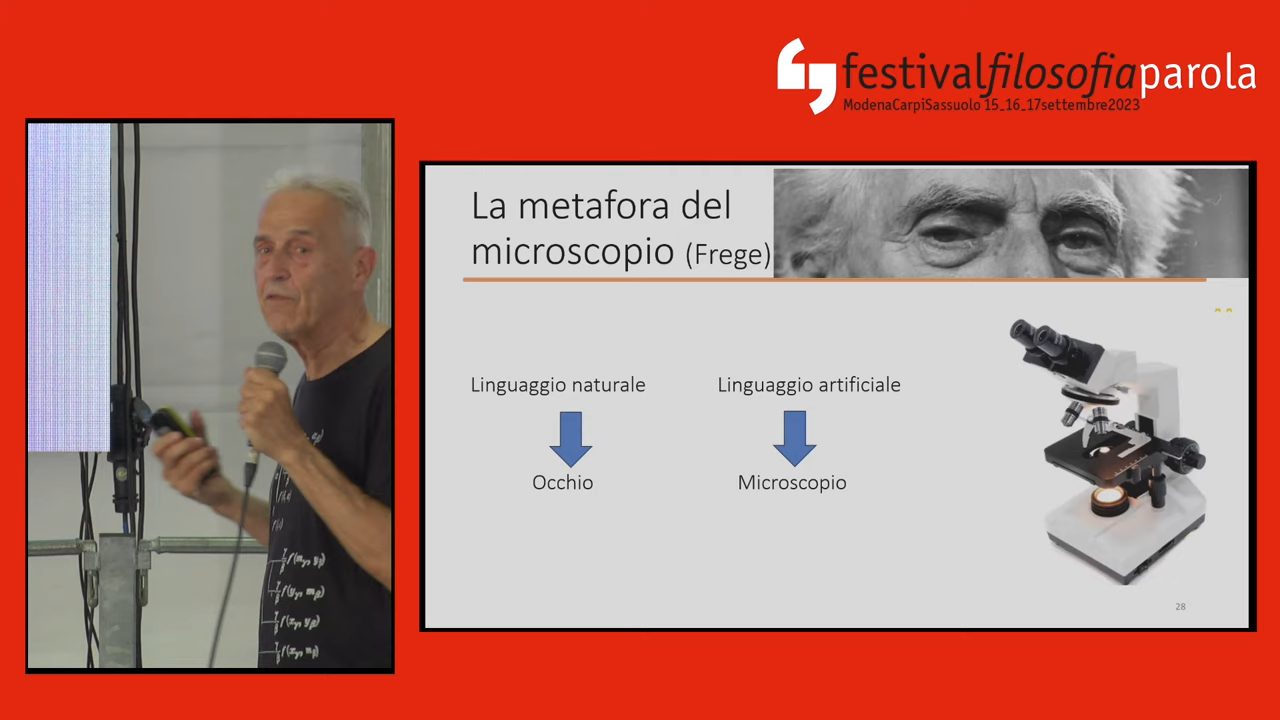 festivalfilosofiaparola
ModenaCarpiSassuolo 15_16_17settembre2023
La metafora del
microscopio (Frege)
Linguaggio naturale
Linguaggio artificiale
Occhio
Microscopio
28